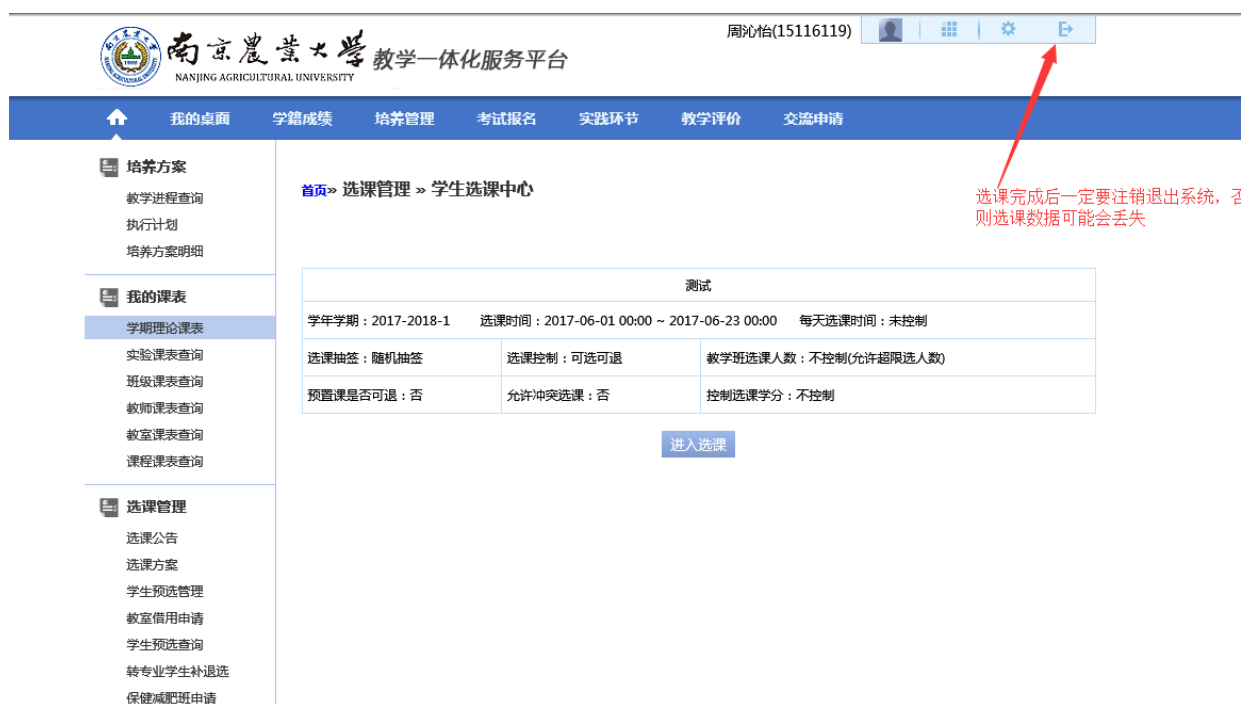 周沁怡(15116119)
南京農業大學 教学一体化服务平台
NANJING AGRICULTURAL UNIVERSITY
我的桌面 学籍成绩 培养管理 考试报名 实践环节 教学评价 交流申请
培养方案
教学进程查询
执行计划
培养方案明细
我的课表
学期理论课表
实验课表查询
班级课表查询
教师课表查询
教室课表查询
课程课表查询
选课管理
选课公告
选课方案
学生预选管理
教室借用申请
学生预选查询
转专业学生补退选
保健减肥班申请
首页» 选课管理 » 学生选课中心
选课完成后一定要注销退出系统，否
则选课数据可能会丢失
测试
学年学期：2017-2018-1 选课时间：2017-06-01 00:00 ~ 2017-06-23 00:00 每天选课时间：未控制
选课抽签：随机抽签 选课控制：可选可退 教学班选课人数：不控制(允许超限选人数)
预置课是否可退：否 允许冲突选课：否 控制选课学分：不控制
进入选课